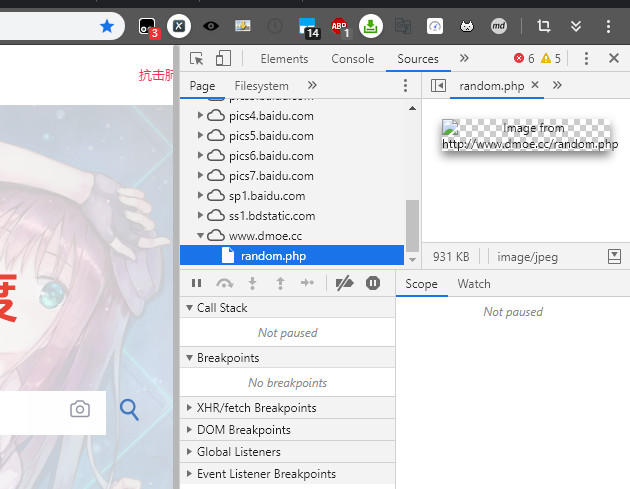 3
14
1
ABP
md
抗击肺
度
Elements
Console
Sources
6
5
Page
Filesystem
random.php
pics4.baidu.com
pics5.baidu.com
pics6.baidu.com
pics7.baidu.com
sp1.baidu.com
ss1.bdstatic.com
www.dmoe.cc
random.php
Image from
http://www.dmoe.cc/random.php
931 KB
image/jpeg
Call Stack
Not paused
Breakpoints
No breakpoints
XHR/fetch Breakpoints
DOM Breakpoints
Global Listeners
Event Listener Breakpoints
Scope
Watch
Not paused